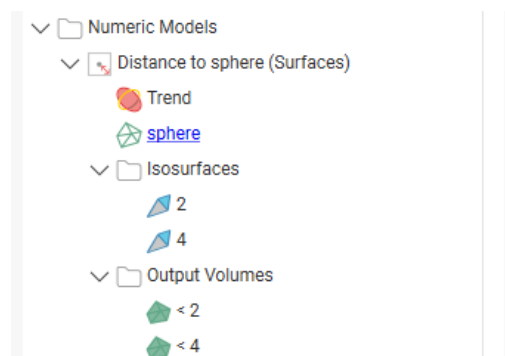 Numeric Models
Distance to sphere (Surfaces)
Trend
sphere
Isosurfaces
2
4
Output Volumes
< 2
< 4